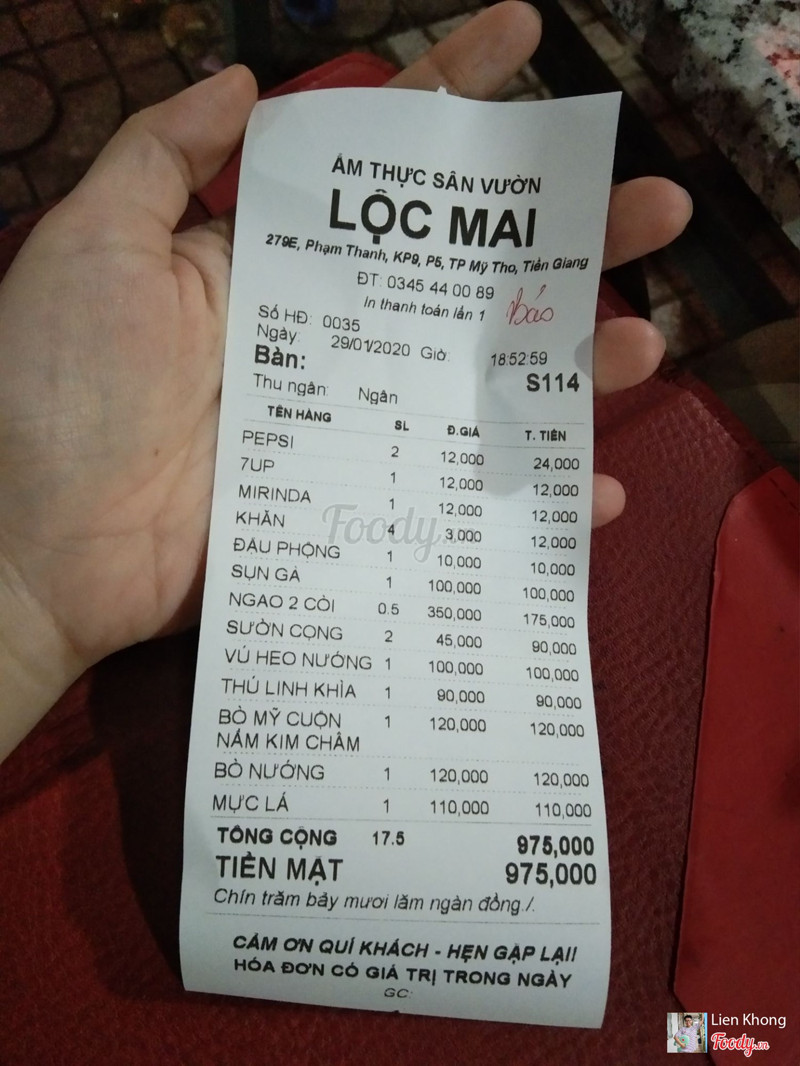 ẨM THỰC SÂN VƯỜN
LỘC MAI
279E, Phạm Thanh, KP9, P5, TP Mỹ Tho, Tiền Giang
ĐT: 0345 44 00 89
In thanh toán lần 1
Bảo
Số HĐ: 0035
Ngày: 29/01/2020 Giờ: 18:52:59
Bàn: S114
Thu ngân: Ngân
TÊN HÀNG SL Đ.GIÁ T. TIỀN
PEPSI 2 12,000 24,000
7UP 1 12,000 12,000
MIRINDA 1 12,000 12,000
KHĂN 4 3,000 12,000
ĐẬU PHỘNG 1 10,000 10,000
SỤN GÀ 1 100,000 100,000
NGAO 2 CÒI 0.5 350,000 175,000
SƯỜN CỌNG 2 45,000 90,000
VÚ HEO NƯỚNG 1 100,000 100,000
THÚ LINH KHÌA 1 90,000 90,000
BÒ MỸ CUỘN 1 120,000 120,000
NẤM KIM CHÂM
BÒ NƯỚNG 1 120,000 120,000
MỰC LÁ 1 110,000 110,000
TỔNG CỘNG 17.5 975,000
TIỀN MẶT 975,000
Chín trăm bảy mươi lăm ngàn đồng./.
CẢM ƠN QUÍ KHÁCH - HẸN GẶP LẠI!
HÓA ĐƠN CÓ GIÁ TRỊ TRONG NGÀY
GC:
Foody.vn
Lien Khong
Foody.vn